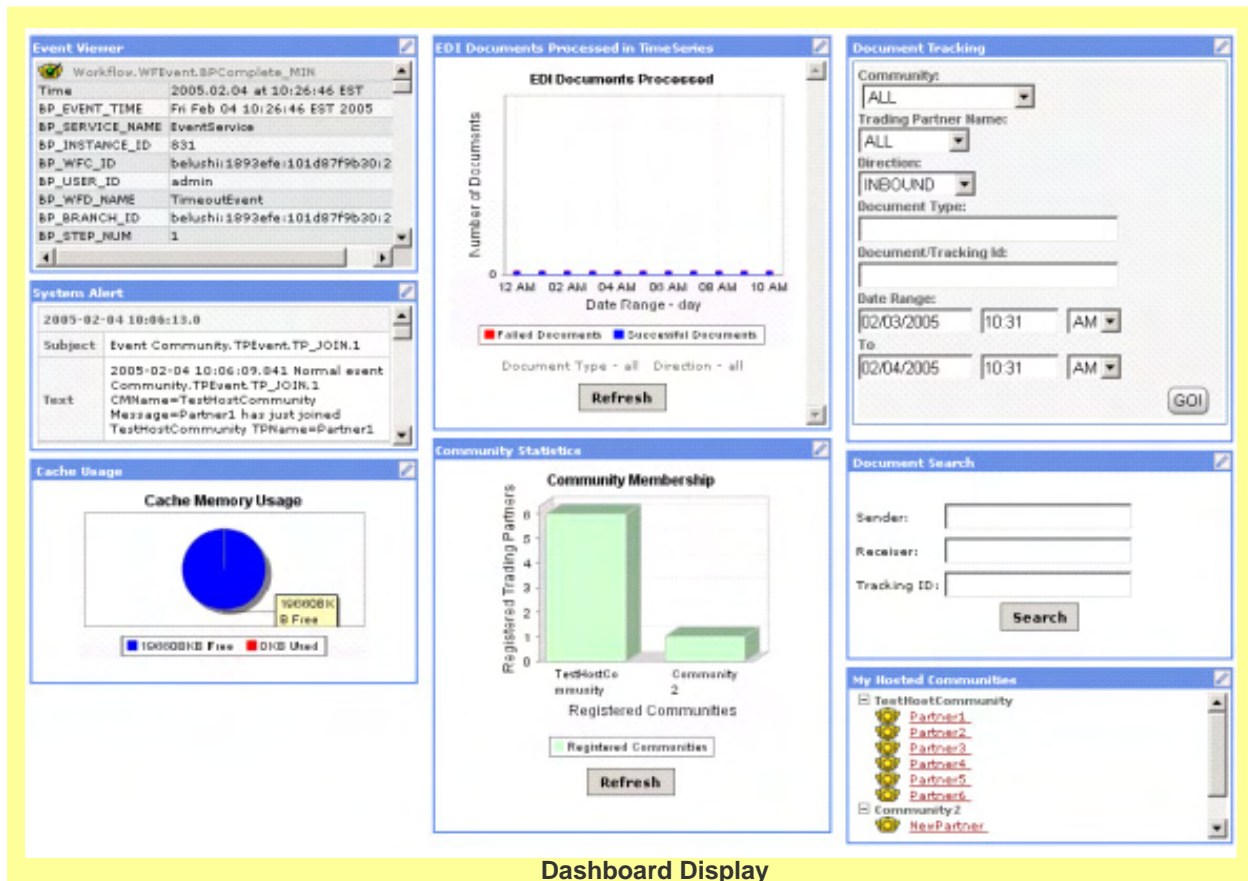 Event Viewer
Workflow.WFEvent.BPComplete_MIN
Time 2005.02.04 at 10:26:46 EST
BP_EVENT_TIME Fri Feb 04 10:26:46 EST 2005
BP_SERVICE_NAME EventService
BP_INSTANCE_ID 831
BP_WFC_ID belushi:1893efe:101d87f9b30:2
BP_USER_ID admin
BP_WFD_NAME TimeoutEvent
BP_BRANCH_ID belushi:1893efe:101d87f9b30:2
BP_STEP_NUM 1
System Alert
2005-02-04 10:06:13.0
Subject Event Community.TPEvent.TP_JOIN.1
Text 2005-02-04 10:06:09.841 Normal event
Community.TPEvent.TP_JOIN.1
CMName=TestHostCommunity
Message=Partner1 has just joined
TestHostCommunity TPName=Partner1
Cache Usage
Cache Memory Usage
196608K
B Free
196608KB Free 0KB Used
EDI Documents Processed in TimeSeries
EDI Documents Processed
Number of Documents
0
12 AM 02 AM 04 AM 06 AM 08 AM 10 AM
Date Range - day
Failed Documents Successful Documents
Document Type - all Direction - all
Refresh
Community Statistics
Community Membership
Registered Trading Partners
6
5
4
3
2
1
0
TestHostCo
mmunity
Community
2
Registered Communities
Registered Communities
Refresh
Document Tracking
Community:
ALL
Trading Partner Name:
ALL
Direction:
INBOUND
Document Type:
Document/Tracking Id:
Date Range:
02/03/2005 10:31 AM
To
02/04/2005 10:31 AM
GO!
Document Search
Sender:
Receiver:
Tracking ID:
Search
My Hosted Communities
TestHostCommunity
Partner1
Partner2
Partner3
Partner4
Partner5
Partner6
Community2
NewPartner
Dashboard Display